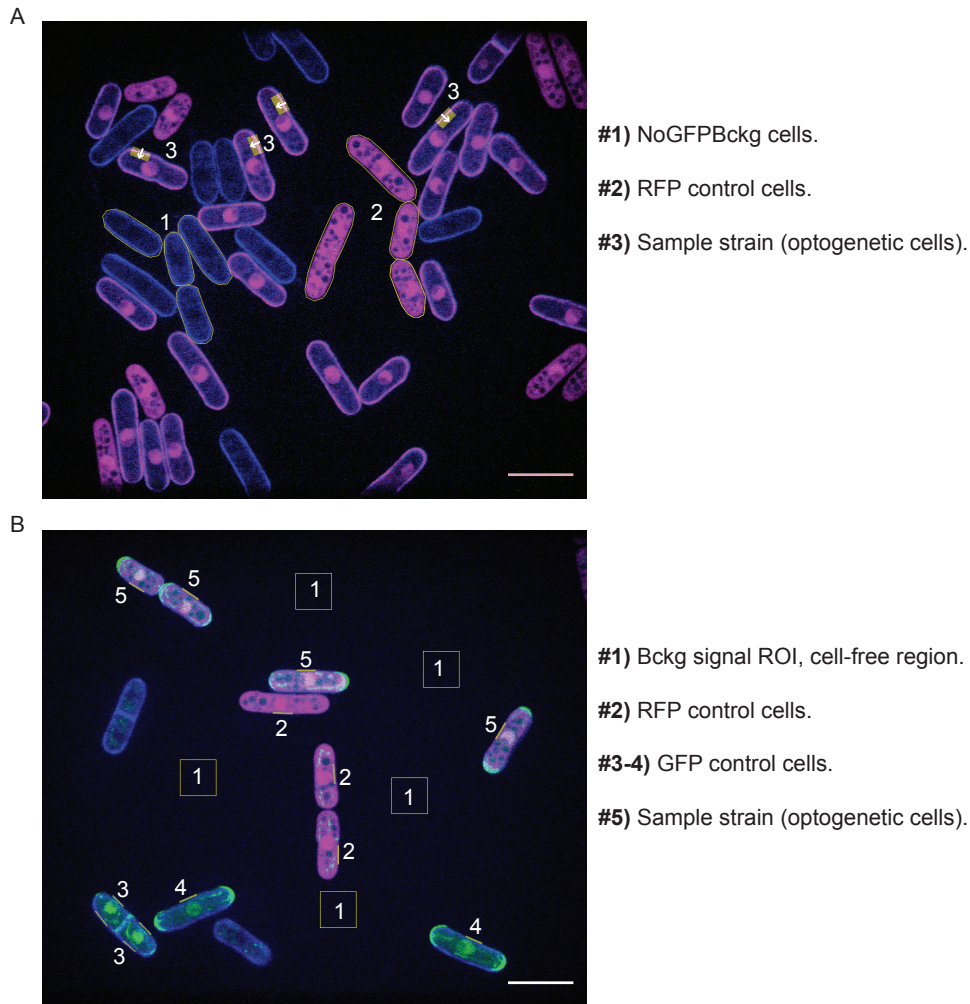 A
3
3
3
3
1
2
#1) NoGFPBckg cells.
#2) RFP control cells.
#3) Sample strain (optogenetic cells).
B
5
5
1
5
1
2
5
1
2
1
2
1
3
4
3
4
#1) Bckg signal ROI, cell-free region.
#2) RFP control cells.
#3-4) GFP control cells.
#5) Sample strain (optogenetic cells).